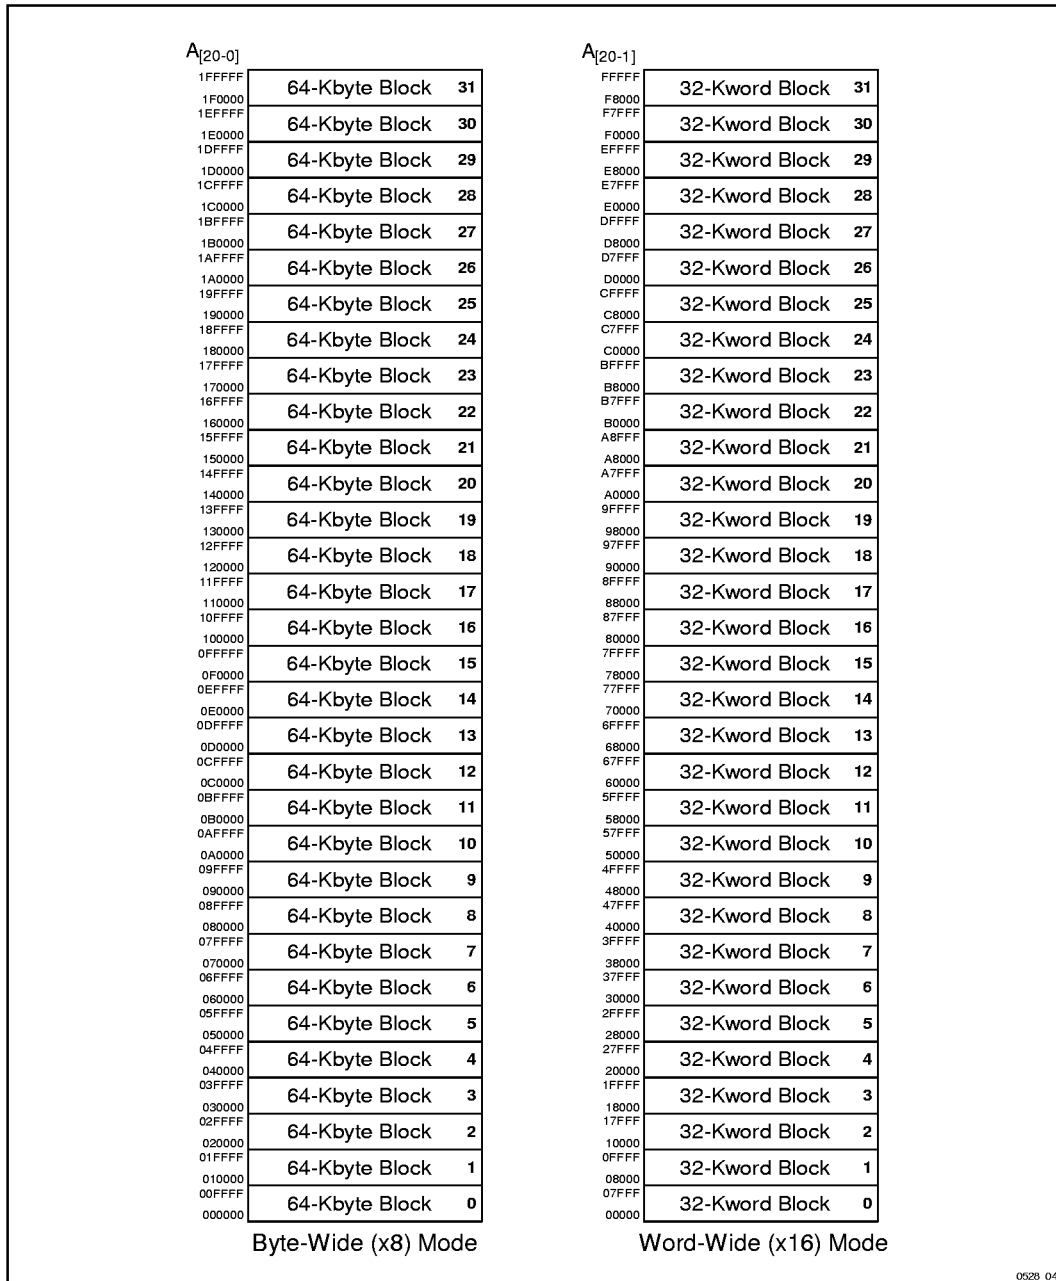 A[20-0]
1FFFFF
64-Kbyte Block 31
1F0000
1EFFFF
64-Kbyte Block 30
1E0000
1DFFFF
64-Kbyte Block 29
1D0000
1CFFFF
64-Kbyte Block 28
1C0000
1BFFFF
64-Kbyte Block 27
1B0000
1AFFFF
64-Kbyte Block 26
1A0000
19FFFF
64-Kbyte Block 25
190000
18FFFF
64-Kbyte Block 24
180000
17FFFF
64-Kbyte Block 23
170000
16FFFF
64-Kbyte Block 22
160000
15FFFF
64-Kbyte Block 21
150000
14FFFF
64-Kbyte Block 20
140000
13FFFF
64-Kbyte Block 19
130000
12FFFF
64-Kbyte Block 18
120000
11FFFF
64-Kbyte Block 17
110000
10FFFF
64-Kbyte Block 16
100000
0FFFFF
64-Kbyte Block 15
0F0000
0EFFFF
64-Kbyte Block 14
0E0000
0DFFFF
64-Kbyte Block 13
0D0000
0CFFFF
64-Kbyte Block 12
0C0000
0BFFFF
64-Kbyte Block 11
0B0000
0AFFFF
64-Kbyte Block 10
0A0000
09FFFF
64-Kbyte Block 9
090000
08FFFF
64-Kbyte Block 8
080000
07FFFF
64-Kbyte Block 7
070000
06FFFF
64-Kbyte Block 6
060000
05FFFF
64-Kbyte Block 5
050000
04FFFF
64-Kbyte Block 4
040000
03FFFF
64-Kbyte Block 3
030000
02FFFF
64-Kbyte Block 2
020000
01FFFF
64-Kbyte Block 1
010000
00FFFF
64-Kbyte Block 0
000000
Byte-Wide (x8) Mode
A[20-1]
FFFFF
32-Kword Block 31
F8000
F7FFF
32-Kword Block 30
F0000
EFFFF
32-Kword Block 29
E8000
E7FFF
32-Kword Block 28
E0000
DFFFF
32-Kword Block 27
D8000
D7FFF
32-Kword Block 26
D0000
CFFFF
32-Kword Block 25
C8000
C7FFF
32-Kword Block 24
C0000
BFFFF
32-Kword Block 23
B8000
B7FFF
32-Kword Block 22
B0000
A8FFF
32-Kword Block 21
A8000
A7FFF
32-Kword Block 20
A0000
9FFFF
32-Kword Block 19
98000
97FFF
32-Kword Block 18
90000
8FFFF
32-Kword Block 17
88000
87FFF
32-Kword Block 16
80000
7FFFF
32-Kword Block 15
78000
77FFF
32-Kword Block 14
70000
6FFFF
32-Kword Block 13
68000
67FFF
32-Kword Block 12
60000
5FFFF
32-Kword Block 11
58000
57FFF
32-Kword Block 10
50000
4FFFF
32-Kword Block 9
48000
47FFF
32-Kword Block 8
40000
3FFFF
32-Kword Block 7
38000
37FFF
32-Kword Block 6
30000
2FFFF
32-Kword Block 5
28000
27FFF
32-Kword Block 4
20000
1FFFF
32-Kword Block 3
18000
17FFF
32-Kword Block 2
10000
0FFFF
32-Kword Block 1
08000
07FFF
32-Kword Block 0
00000
Word-Wide (x16) Mode
0528_04